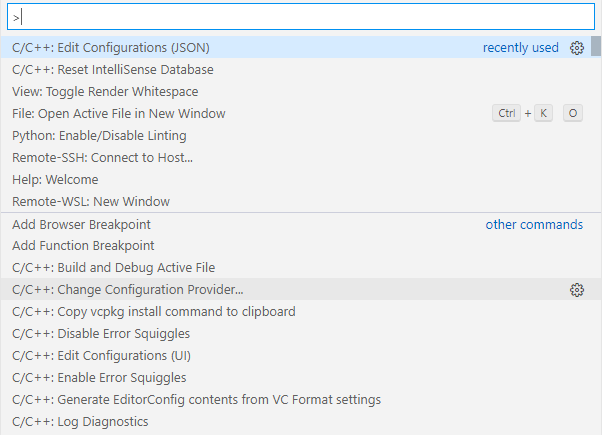 >
C/C++: Edit Configurations (JSON) recently used
C/C++: Reset IntelliSense Database
View: Toggle Render Whitespace
File: Open Active File in New Window Ctrl + K O
Python: Enable/Disable Linting
Remote-SSH: Connect to Host...
Help: Welcome
Remote-WSL: New Window
Add Browser Breakpoint other commands
Add Function Breakpoint
C/C++: Build and Debug Active File
C/C++: Change Configuration Provider...
C/C++: Copy vcpkg install command to clipboard
C/C++: Disable Error Squiggles
C/C++: Edit Configurations (UI)
C/C++: Enable Error Squiggles
C/C++: Generate EditorConfig contents from VC Format settings
C/C++: Log Diagnostics